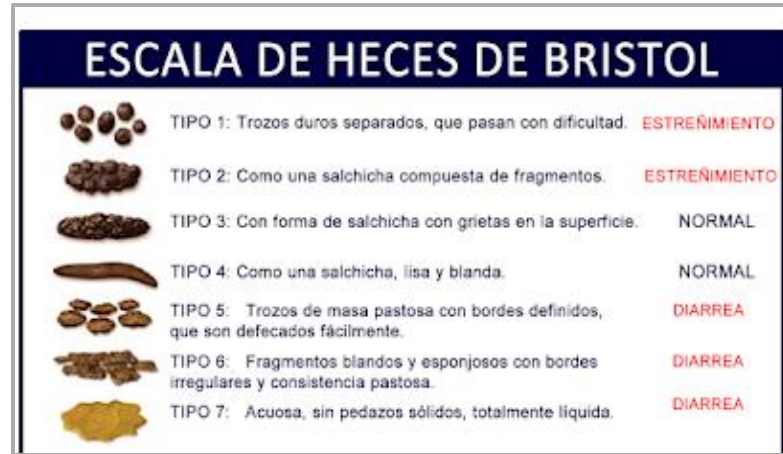 ESCALA DE HECES DE BRISTOL
TIPO 1: Trozos duros separados, que pasan con dificultad. ESTREÑIMIENTO
TIPO 2: Como una salchicha compuesta de fragmentos. ESTREÑIMIENTO
TIPO 3: Con forma de salchicha con grietas en la superficie. NORMAL
TIPO 4: Como una salchicha, lisa y blanda. NORMAL
TIPO 5: Trozos de masa pastosa con bordes definidos, DIARREA
que son defecados fácilmente.
TIPO 6: Fragmentos blandos y esponjosos con bordes DIARREA
irregulares y consistencia pastosa.
TIPO 7: Acuosa, sin pedazos sólidos, totalmente líquida. DIARREA